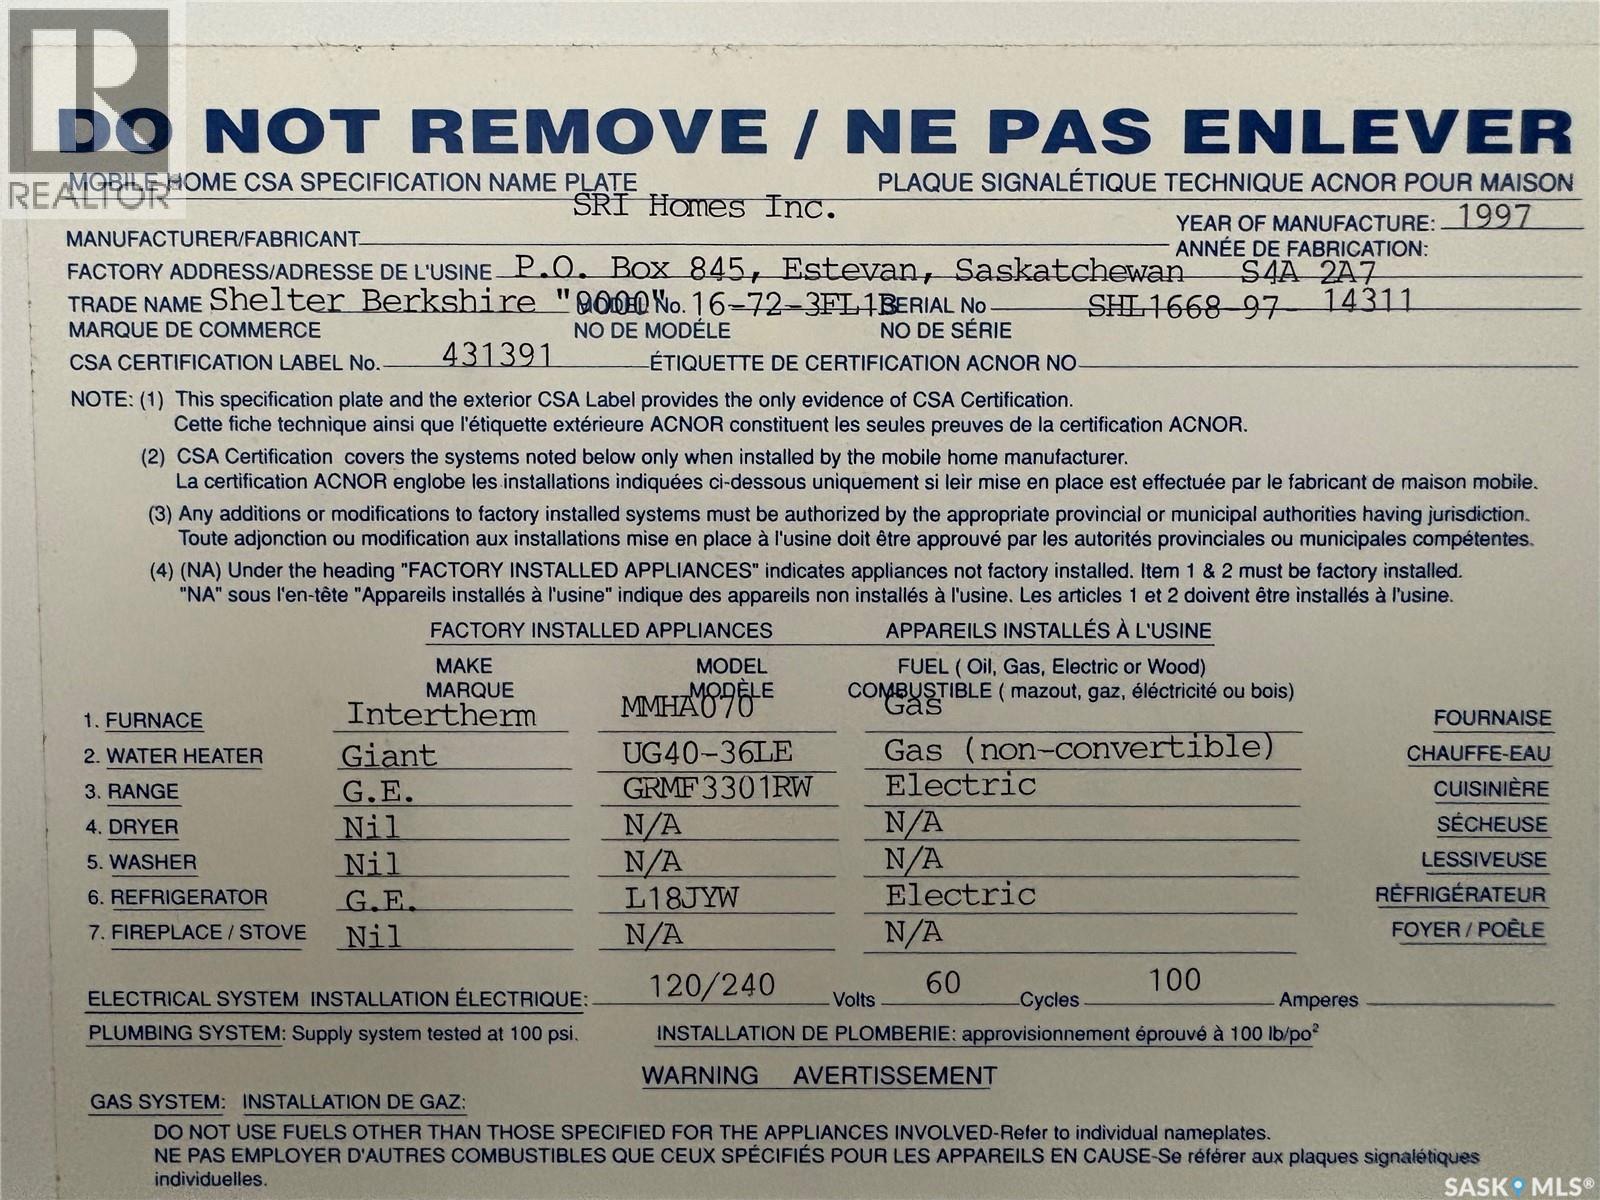 REALTOR
DO NOT REMOVE / NE PAS ENLEVER
MOBILE HOME CSA SPECIFICATION NAME PLATE PLAQUE SIGNALÉTIQUE TECHNIQUE ACNOR POUR MAISON
MANUFACTURER/FABRICANT SRI Homes Inc. YEAR OF MANUFACTURE: 1997
ANNÉE DE FABRICATION:
FACTORY ADDRESS/ADRESSE DE L'USINE P.O. Box 845, Estevan, Saskatchewan S4A 2A7
TRADE NAME Shelter Berkshire "9000" MODEL No. 16-72-3FL1B SERIAL No SHL1668-97- 14311
MARQUE DE COMMERCE NO DE MODÉLE NO DE SÉRIE
CSA CERTIFICATION LABEL No. 431391 ÉTIQUETTE DE CERTIFICATION ACNOR NO
NOTE: (1) This specification plate and the exterior CSA Label provides the only evidence of CSA Certification.
Cette fiche technique ainsi que l'étiquette extérieure ACNOR constituent les seules preuves de la certification ACNOR.
(2) CSA Certification covers the systems noted below only when installed by the mobile home manufacturer.
La certification ACNOR englobe les installations indiquées ci-dessous uniquement si leir mise en place est effectuée par le fabricant de maison mobile.
(3) Any additions or modifications to factory installed systems must be authorized by the appropriate provincial or municipal authorities having jurisdiction.
Toute adjonction ou modification aux installations mise en place à l'usine doit être approuvé par les autorités provinciales ou municipales compétentes.
(4) (NA) Under the heading "FACTORY INSTALLED APPLIANCES" indicates appliances not factory installed. Item 1 & 2 must be factory installed.
"NA" sous l'en-tête "Appareils installés à l'usine" indique des appareils non installés à l'usine. Les articles 1 et 2 doivent être installés à l'usine.
FACTORY INSTALLED APPLIANCES APPAREILS INSTALLÉS À L'USINE
MAKE MODEL FUEL ( Oil, Gas, Electric or Wood)
MARQUE MODÈLE COMBUSTIBLE ( mazout, gaz, éléctricité ou bois)
1. FURNACE Intertherm MMHA070 Gas FOURNAISE
2. WATER HEATER Giant UG40-36LE Gas (non-convertible) CHAUFFE-EAU
3. RANGE G.E. GRMF3301RW Electric CUISINIÈRE
4. DRYER Nil N/A N/A SÉCHEUSE
5. WASHER Nil N/A N/A LESSIVEUSE
6. REFRIGERATOR G.E. L18JYW Electric RÉFRIGÉRATEUR
7. FIREPLACE / STOVE Nil N/A N/A FOYER / POÊLE
ELECTRICAL SYSTEM INSTALLATION ÉLECTRIQUE: 120/240 Volts 60 Cycles 100 Amperes
PLUMBING SYSTEM: Supply system tested at 100 psi. INSTALLATION DE PLOMBERIE: approvisionnement éprouvé à 100 lb/po²
WARNING AVERTISSEMENT
GAS SYSTEM: INSTALLATION DE GAZ:
DO NOT USE FUELS OTHER THAN THOSE SPECIFIED FOR THE APPLIANCES INVOLVED-Refer to individual nameplates.
NE PAS EMPLOYER D'AUTRES COMBUSTIBLES QUE CEUX SPÉCIFIÉS POUR LES APPAREILS EN CAUSE-Se référer aux plaques signalétiques
individuelles.
SASK MLS®